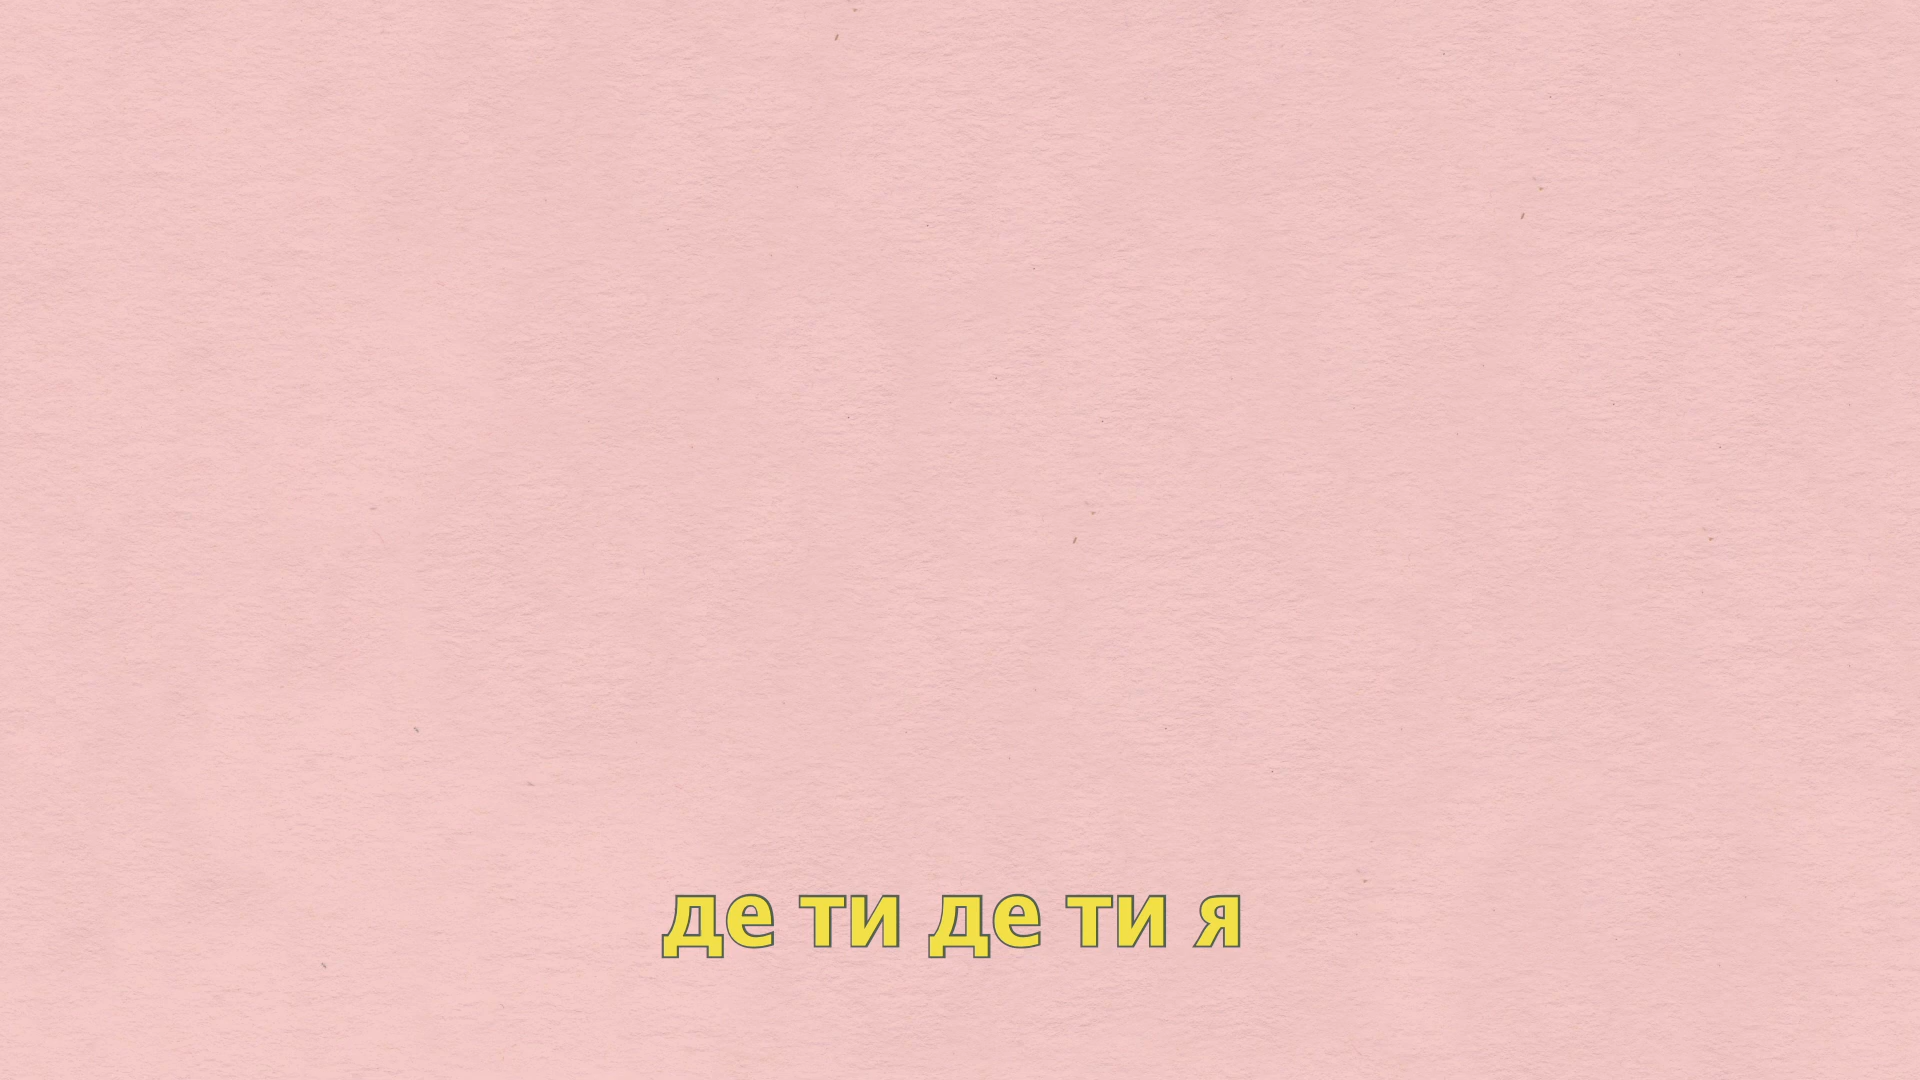 де ти де ти я